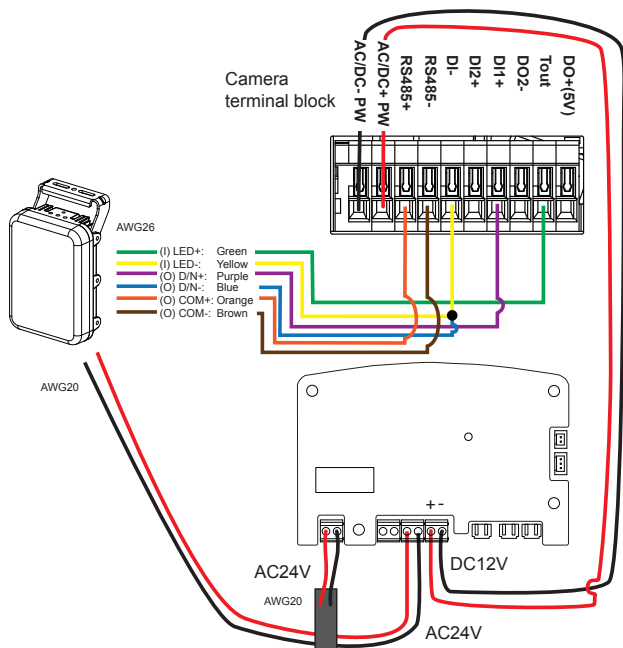 AC/DC- PW
AC/DC+ PW
RS485+
RS485-
DI-
DI2+
DI1+
DO2-
Tout
DO+(5V)
Camera
terminal block
AWG26
(I) LED+: Green
(I) LED-: Yellow
(O) D/N+: Purple
(O) D/N-: Blue
(O) COM+: Orange
(O) COM-: Brown
AWG20
+-
AC24V
DC12V
AWG20
AC24V